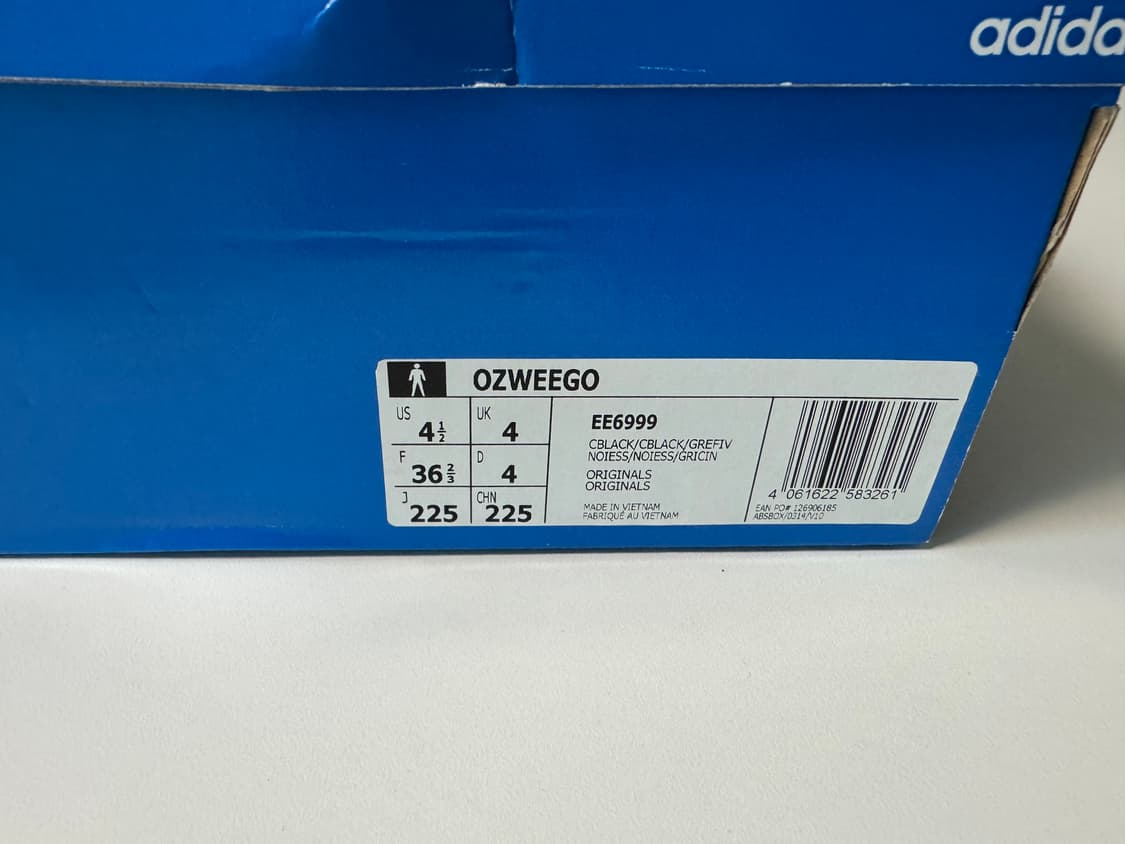 adida
OZWEEGO
US 4½ UK 4
F 36⅔ D 4
J 225 CHN 225
EE6999
CBLACK/CBLACK/GREFIV
NOIESS/NOIESS/GRICIN
ORIGINALS
ORIGINALS
MADE IN VIETNAM
FABRIQUÉ AU VIETNAM
4 061622 583261
EAN PO# 126906185
ABSBOX/0314/V10